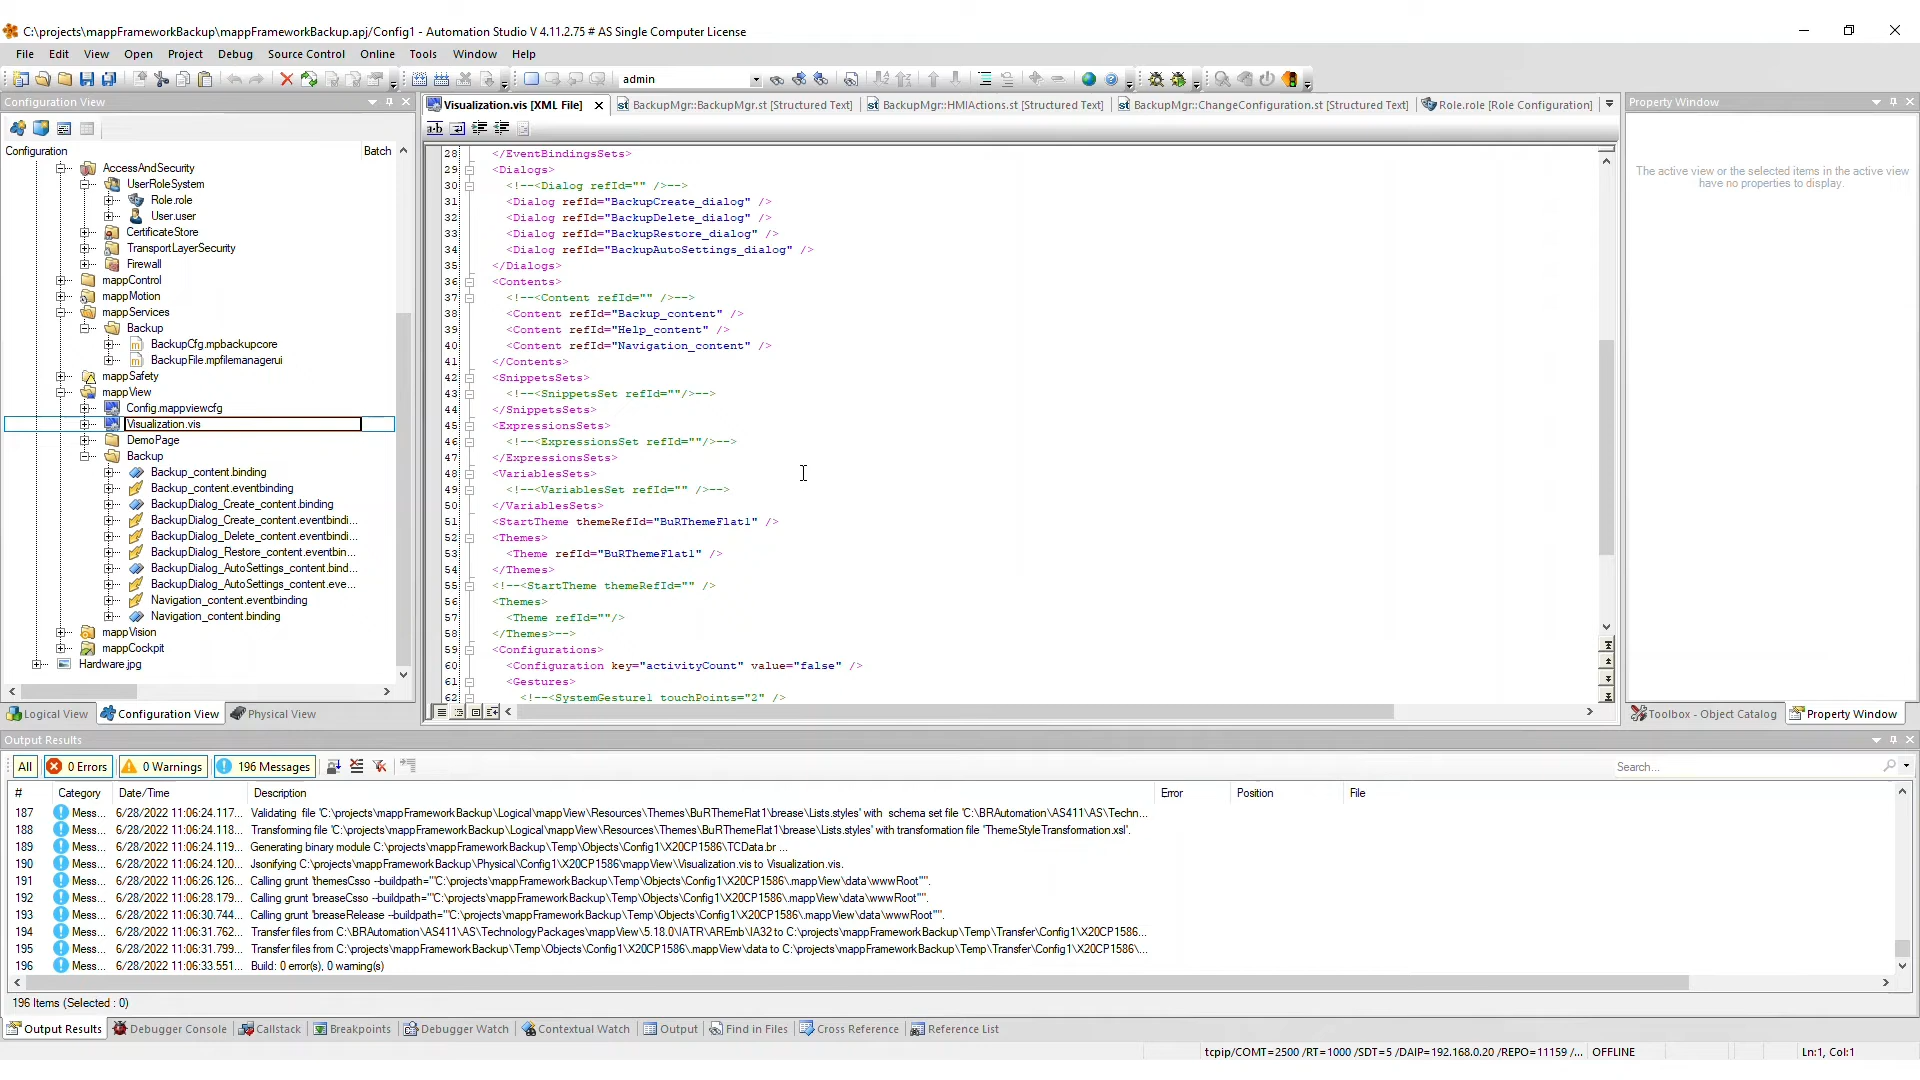 C:\projects\mappFrameworkBackup\mappFrameworkBackup.apj/Config1 - Automation Studio V 4.11.2.75 # AS Single Computer License
File Edit View Open Project Debug Source Control Online Tools Window Help
admin
Configuration View
Visualization.vis [XML File]
BackupMgr::BackupMgr.st [Structured Text]
BackupMgr::HMIActions.st [Structured Text]
BackupMgr::ChangeConfiguration.st [Structured Text]
Role.role [Role Configuration]
Property Window
Configuration Batch
AccessAndSecurity
UserRoleSystem
Role.role
User.user
CertificateStore
TransportLayerSecurity
Firewall
mappControl
mappMotion
mappServices
Backup
BackupCfg.mpbackupcore
BackupFile.mpfilemanagerui
mappSafety
mappView
Config.mappviewcfg
Visualization.vis
DemoPage
Backup
Backup_content.binding
Backup_content.eventbinding
BackupDialog_Create_content.binding
BackupDialog_Create_content.eventbindi...
BackupDialog_Delete_content.eventbindi...
BackupDialog_Restore_content.eventbin...
BackupDialog_AutoSettings_content.bind...
BackupDialog_AutoSettings_content.eve...
Navigation_content.eventbinding
Navigation_content.binding
mappVision
mappCockpit
Hardware.jpg
Logical View Configuration View Physical View
28 </EventBindingsSets>
29 <Dialogs>
30 <!--<Dialog refId="" />-->
31 <Dialog refId="BackupCreate_dialog" />
32 <Dialog refId="BackupDelete_dialog" />
33 <Dialog refId="BackupRestore_dialog" />
34 <Dialog refId="BackupAutoSettings_dialog" />
35 </Dialogs>
36 <Contents>
37 <!--<Content refId="" />-->
38 <Content refId="Backup_content" />
39 <Content refId="Help_content" />
40 <Content refId="Navigation_content" />
41 </Contents>
42 <SnippetsSets>
43 <!--<SnippetsSet refId=""/>-->
44 </SnippetsSets>
45 <ExpressionsSets>
46 <!--<ExpressionsSet refId=""/>-->
47 </ExpressionsSets>
48 <VariablesSets>
49 <!--<VariablesSet refId="" />-->
50 </VariablesSets>
51 <StartTheme themeRefId="BuRThemeFlat1" />
52 <Themes>
53 <Theme refId="BuRThemeFlat1" />
54 </Themes>
55 <!--<StartTheme themeRefId="" />
56 <Themes>
57 <Theme refId=""/>
58 </Themes>-->
59 <Configurations>
60 <Configuration key="activityCount" value="false" />
61 <Gestures>
62 <!--<SystemGesture1 touchPoints="2" />
The active view or the selected items in the active view
have no properties to display.
Toolbox - Object Catalog Property Window
Output Results
All 0 Errors 0 Warnings 196 Messages Search...
# Category Date/Time Description Error Position File
187 Mess... 6/28/2022 11:06:24.117... Validating file 'C:\projects\mappFrameworkBackup\Logical\mappView\Resources\Themes\BuRThemeFlat1\brease\Lists.styles' with schema set file 'C:\BRAutomation\AS411\AS\Techn...
188 Mess... 6/28/2022 11:06:24.118... Transforming file 'C:\projects\mappFrameworkBackup\Logical\mappView\Resources\Themes\BuRThemeFlat1\brease\Lists.styles' with transformation file 'ThemeStyleTransformation.xsl'.
189 Mess... 6/28/2022 11:06:24.119... Generating binary module C:\projects\mappFrameworkBackup\Temp\Objects\Config1\X20CP1586\TCData.br ...
190 Mess... 6/28/2022 11:06:24.120... Jsonifying C:\projects\mappFrameworkBackup\Physical\Config1\X20CP1586\mappView\Visualization.vis to Visualization.vis.
191 Mess... 6/28/2022 11:06:26.126... Calling grunt 'themesCsso --buildpath="'C:\projects\mappFrameworkBackup\Temp\Objects\Config1\X20CP1586\.mappView\data\wwwRoot'"'.
192 Mess... 6/28/2022 11:06:28.179... Calling grunt 'breaseCsso --buildpath="'C:\projects\mappFrameworkBackup\Temp\Objects\Config1\X20CP1586\.mappView\data\wwwRoot'"'.
193 Mess... 6/28/2022 11:06:30.744... Calling grunt 'breaseRelease --buildpath="'C:\projects\mappFrameworkBackup\Temp\Objects\Config1\X20CP1586\.mappView\data\wwwRoot'"'.
194 Mess... 6/28/2022 11:06:31.762... Transfer files from C:\BRAutomation\AS411\AS\TechnologyPackages\mappView\5.18.0\IATR\AREmb\IA32 to C:\projects\mappFrameworkBackup\Temp\Transfer\Config1\X20CP1586...
195 Mess... 6/28/2022 11:06:31.799... Transfer files from C:\projects\mappFrameworkBackup\Temp\Objects\Config1\X20CP1586\.mappView\data to C:\projects\mappFrameworkBackup\Temp\Transfer\Config1\X20CP1586\...
196 Mess... 6/28/2022 11:06:33.551... Build: 0 error(s), 0 warning(s)
196 Items (Selected : 0)
Output Results Debugger Console Callstack Breakpoints Debugger Watch Contextual Watch Output Find in Files Cross Reference Reference List
tcpip/COMT=2500 /RT=1000 /SDT=5 /DAIP=192.168.0.20 /REPO=11159 /... OFFLINE Ln:1, Col:1